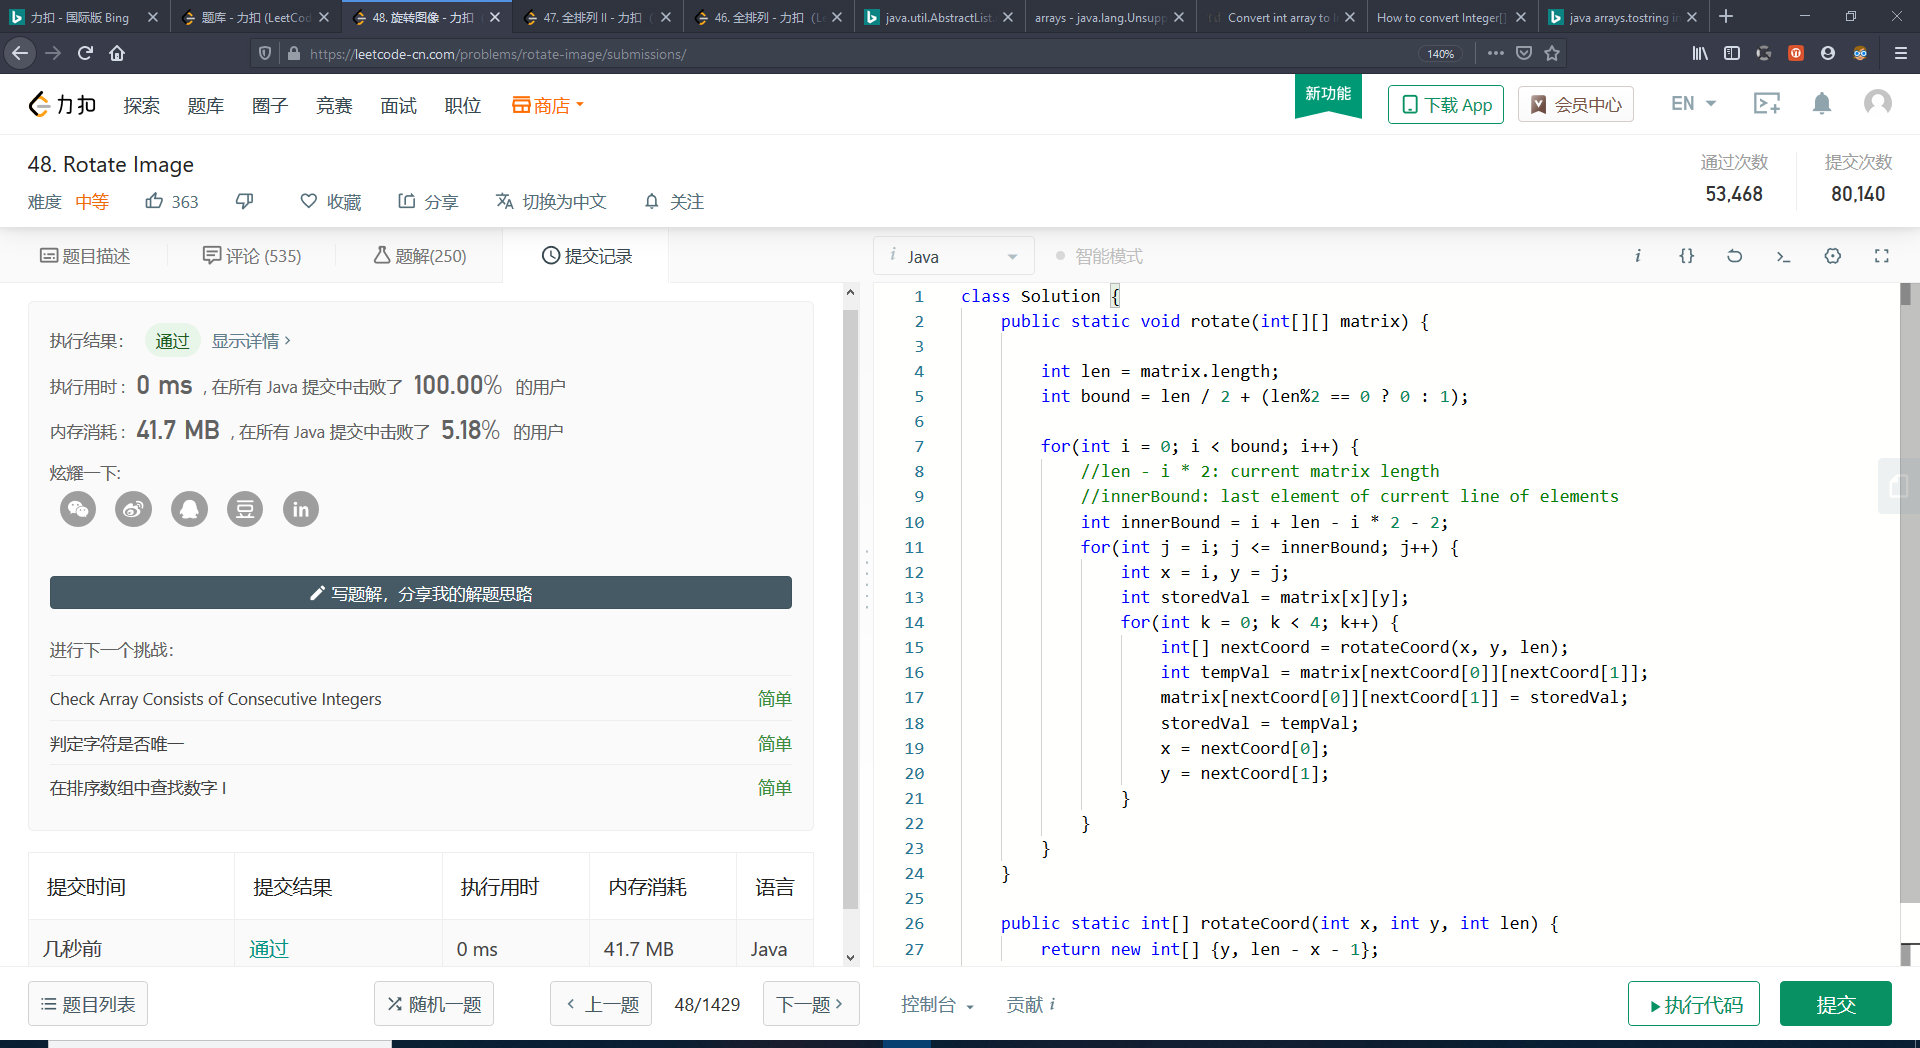 力扣 - 国际版 Bing
题库 - 力扣 (LeetCod
48. 旋转图像 - 力扣
47. 全排列 II - 力扣
46. 全排列 - 力扣
java.util.AbstractList.
arrays - java.lang.Unsupp
Convert int array to I
How to convert Integer[]
java arrays.tostring in
https://leetcode-cn.com/problems/rotate-image/submissions/
140%
力扣
探索
题库
圈子
竞赛
面试
职位
商店
新功能
下载 App
会员中心
EN
48. Rotate Image
通过次数
提交次数
53,468
80,140
难度 中等
363
收藏
分享
切换为中文
关注
题目描述
评论 (535)
题解(250)
提交记录
i Java
智能模式
执行结果:
通过
显示详情 ›
执行用时 : 0 ms , 在所有 Java 提交中击败了 100.00% 的用户
内存消耗 : 41.7 MB , 在所有 Java 提交中击败了 5.18% 的用户
炫耀一下:
写题解，分享我的解题思路
进行下一个挑战:
Check Array Consists of Consecutive Integers 简单
判定字符是否唯一 简单
在排序数组中查找数字 I 简单
提交时间 提交结果 执行用时 内存消耗 语言
几秒前 通过 0 ms 41.7 MB Java
1 class Solution {
2 public static void rotate(int[][] matrix) {
3
4 int len = matrix.length;
5 int bound = len / 2 + (len%2 == 0 ? 0 : 1);
6
7 for(int i = 0; i < bound; i++) {
8 //len - i * 2: current matrix length
9 //innerBound: last element of current line of elements
10 int innerBound = i + len - i * 2 - 2;
11 for(int j = i; j <= innerBound; j++) {
12 int x = i, y = j;
13 int storedVal = matrix[x][y];
14 for(int k = 0; k < 4; k++) {
15 int[] nextCoord = rotateCoord(x, y, len);
16 int tempVal = matrix[nextCoord[0]][nextCoord[1]];
17 matrix[nextCoord[0]][nextCoord[1]] = storedVal;
18 storedVal = tempVal;
19 x = nextCoord[0];
20 y = nextCoord[1];
21 }
22 }
23 }
24 }
25
26 public static int[] rotateCoord(int x, int y, int len) {
27 return new int[] {y, len - x - 1};
题目列表
随机一题
‹ 上一题
48/1429
下一题 ›
控制台
贡献 i
执行代码
提交